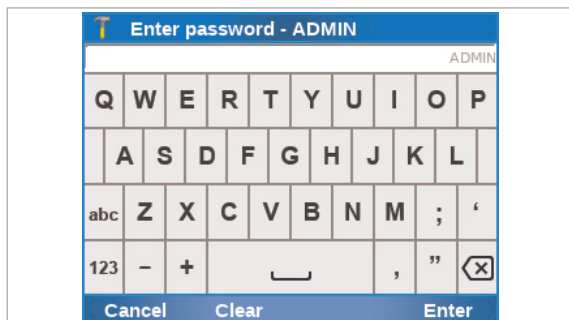 Enter password - ADMIN
ADMIN
Q W E R T Y U I O P
A S D F G H J K L
abc Z X C V B N M ; ‘
123 - + , ”
Cancel Clear Enter